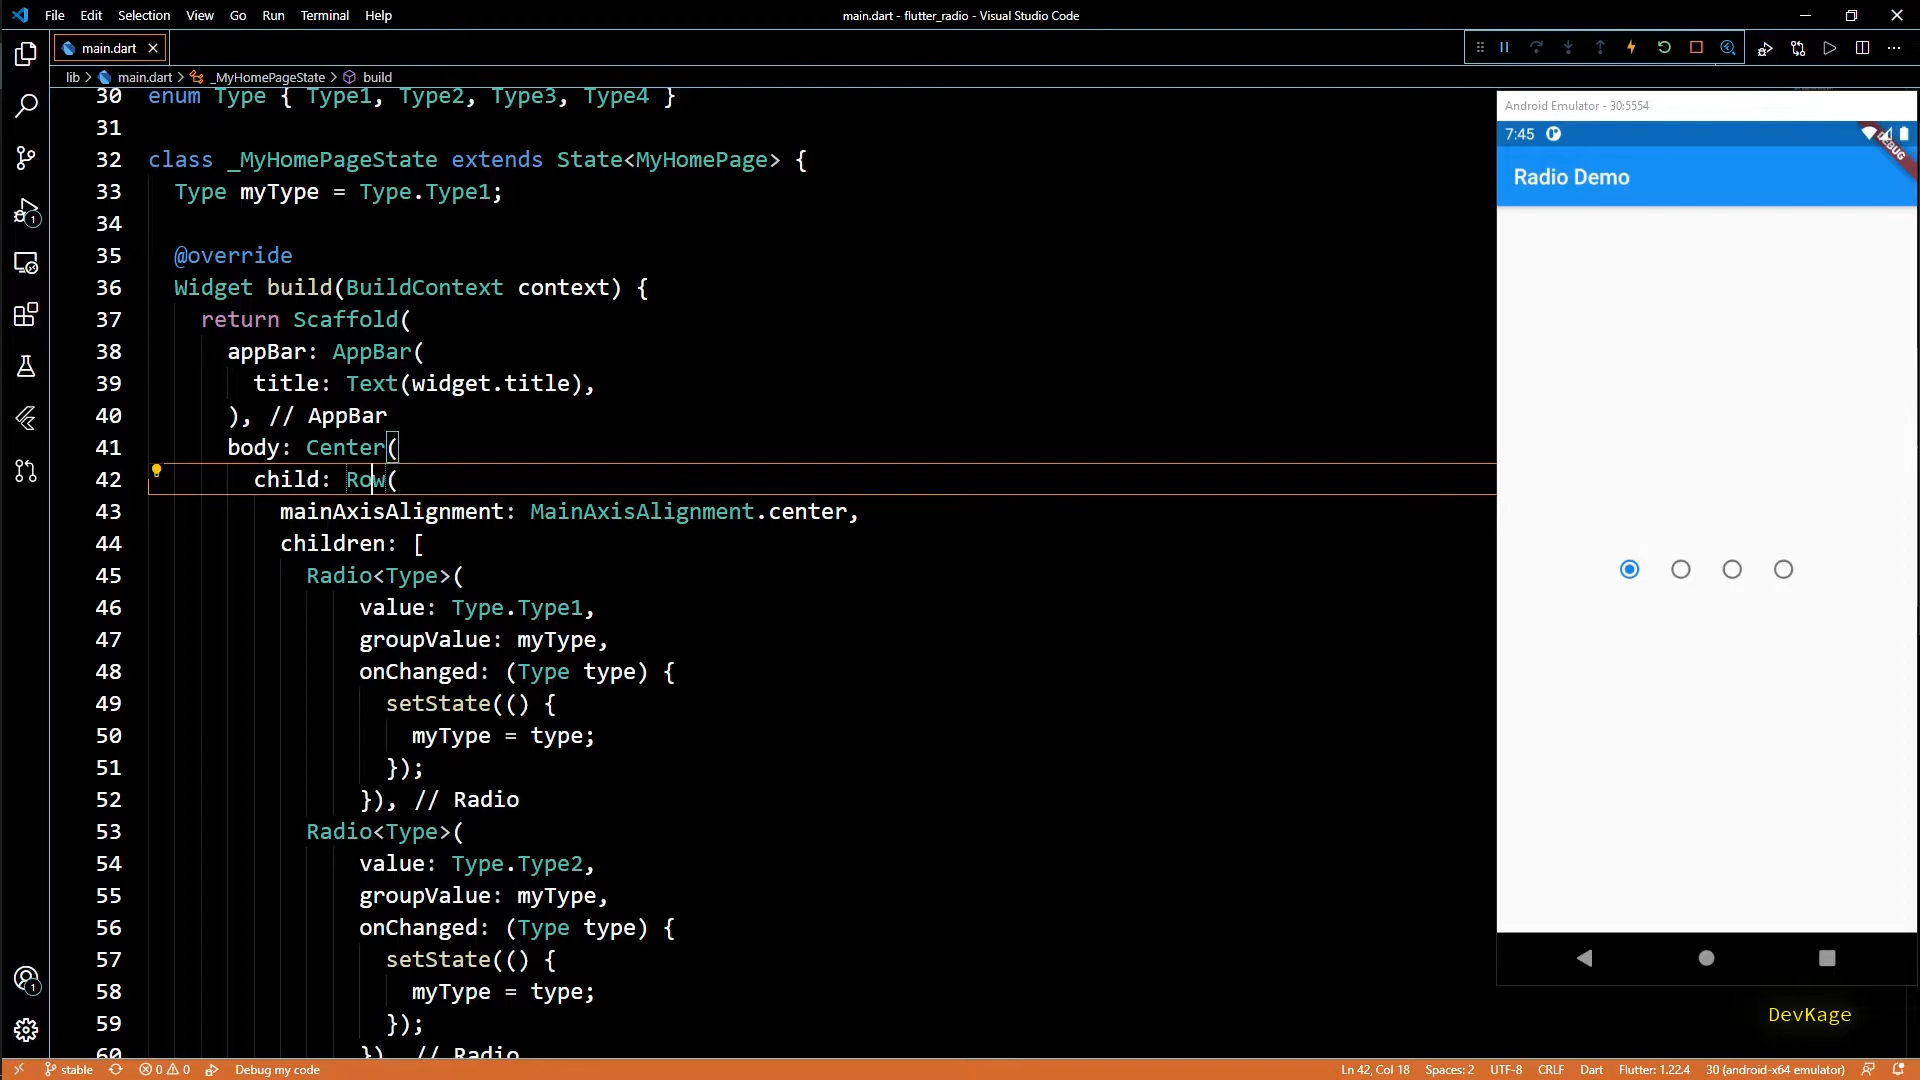 File Edit Selection View Go Run Terminal Help
main.dart - flutter_radio - Visual Studio Code
main.dart
lib > main.dart > _MyHomePageState > build
30 enum Type { Type1, Type2, Type3, Type4 }
31
32 class _MyHomePageState extends State<MyHomePage> {
33 Type myType = Type.Type1;
34
35 @override
36 Widget build(BuildContext context) {
37 return Scaffold(
38 appBar: AppBar(
39 title: Text(widget.title),
40 ), // AppBar
41 body: Center(
42 child: Row(
43 mainAxisAlignment: MainAxisAlignment.center,
44 children: [
45 Radio<Type>(
46 value: Type.Type1,
47 groupValue: myType,
48 onChanged: (Type type) {
49 setState(() {
50 myType = type;
51 });
52 }), // Radio
53 Radio<Type>(
54 value: Type.Type2,
55 groupValue: myType,
56 onChanged: (Type type) {
57 setState(() {
58 myType = type;
59 });
60 }), // Radio
1
1
Android Emulator - 30:5554
7:45
DEBUG
Radio Demo
DevKage
stable 0 0 Debug my code
Ln 42, Col 18 Spaces: 2 UTF-8 CRLF Dart Flutter: 1.22.4 30 (android-x64 emulator)